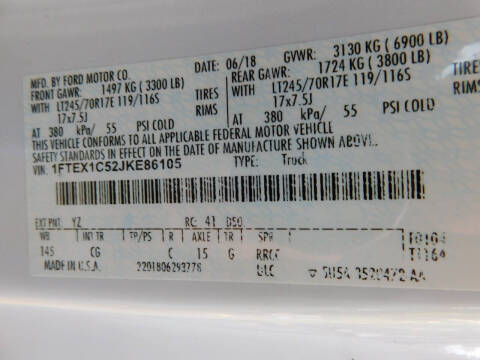 MFD. BY FORD MOTOR CO. DATE: 06/18 GVWR: 3130 KG (6900 LB)
FRONT GAWR: 1497 KG (3300 LB) REAR GAWR: 1724 KG (3800 LB)
WITH LT245/70R17E 119/116S TIRES WITH LT245/70R17E 119/116S TIRES
17x7.5J RIMS 17x7.5J RIMS
AT 380 kPa/ 55 PSI COLD AT 380 kPa/ 55 PSI COLD
THIS VEHICLE CONFORMS TO ALL APPLICABLE FEDERAL MOTOR VEHICLE
SAFETY STANDARDS IN EFFECT ON THE DATE OF MANUFACTURE SHOWN ABOVE.
VIN: 1FTEX1C52JKE86105 TYPE: Truck
EXT PNT: YZ RC: 41 DSO:
WB INT TR TP/PS R AXLE TR SPR
145 CG C 15 G
MADE IN U.S.A. 2201806293778 ULC